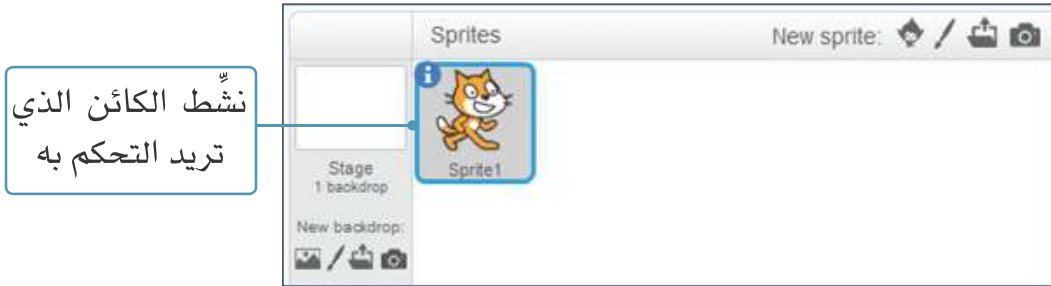 Sprites
New sprite:
نشِّط الكائن الذي
تريد التحكم به
Sprite1
Stage
1 backdrop
New backdrop: